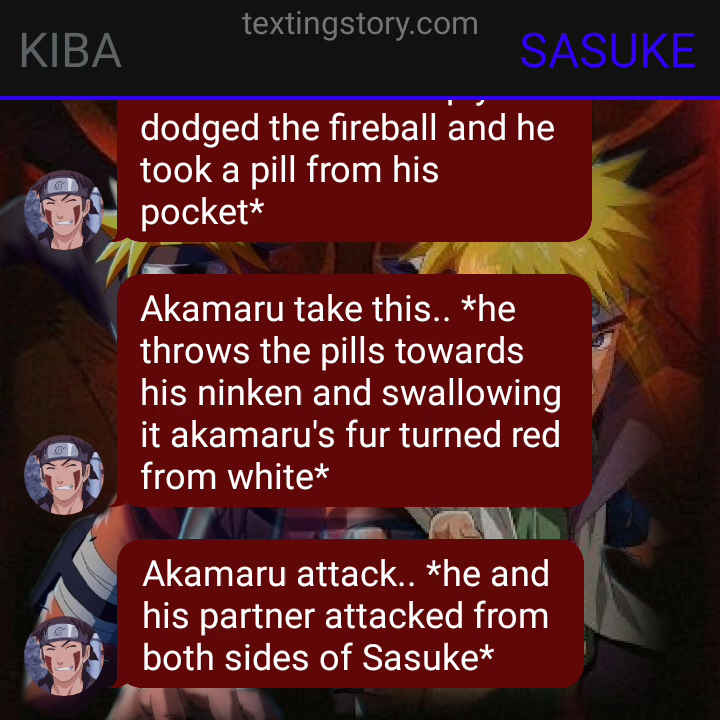 textingstory.com
KIBA
SASUKE
dodged the fireball and he
took a pill from his
pocket*
Akamaru take this.. *he
throws the pills towards
his ninken and swallowing
it akamaru's fur turned red
from white*
Akamaru attack.. *he and
his partner attacked from
both sides of Sasuke*